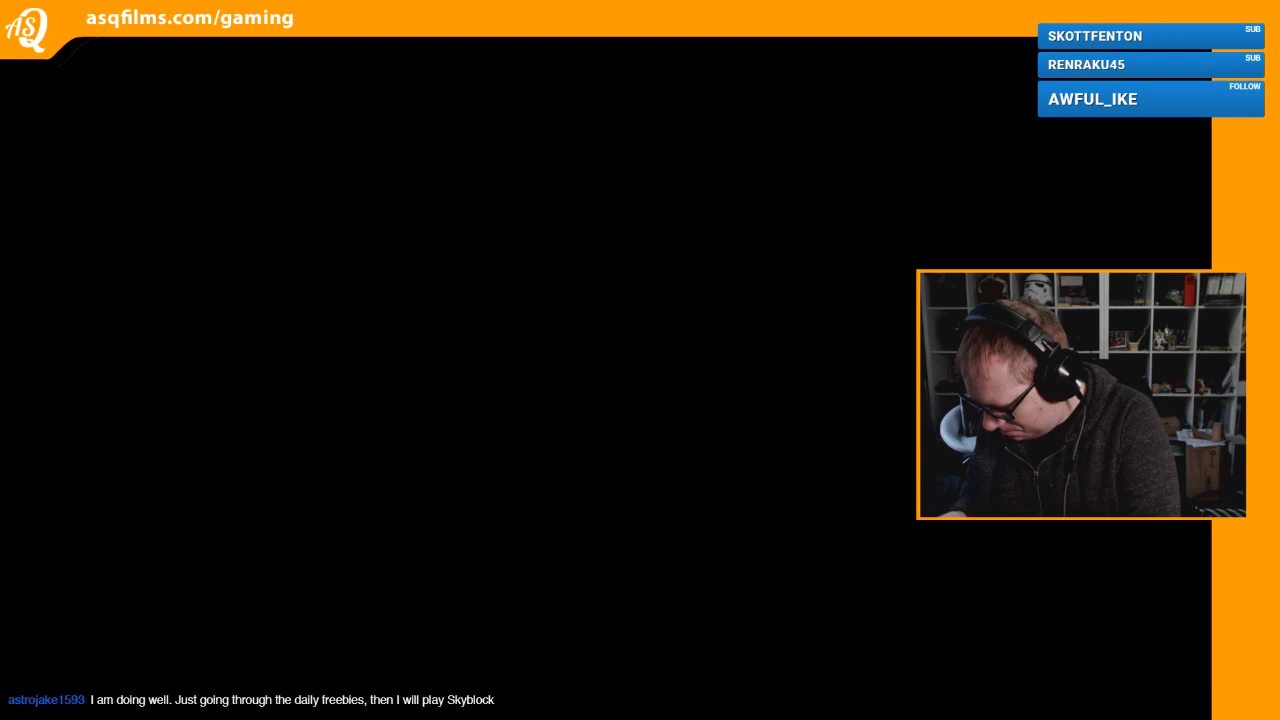 ASQ
asqfilms.com/gaming
SKOTTFENTON SUB
RENRAKU45 SUB
AWFUL_IKE FOLLOW
astrojake1593 I am doing well. Just going through the daily freebies, then I will play Skyblock